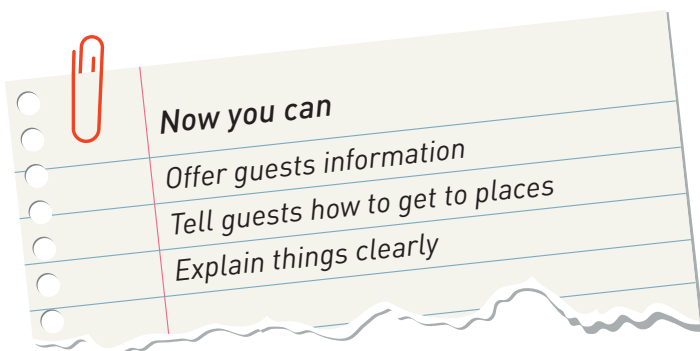 Now you can
Offer guests information
Tell guests how to get to places
Explain things clearly